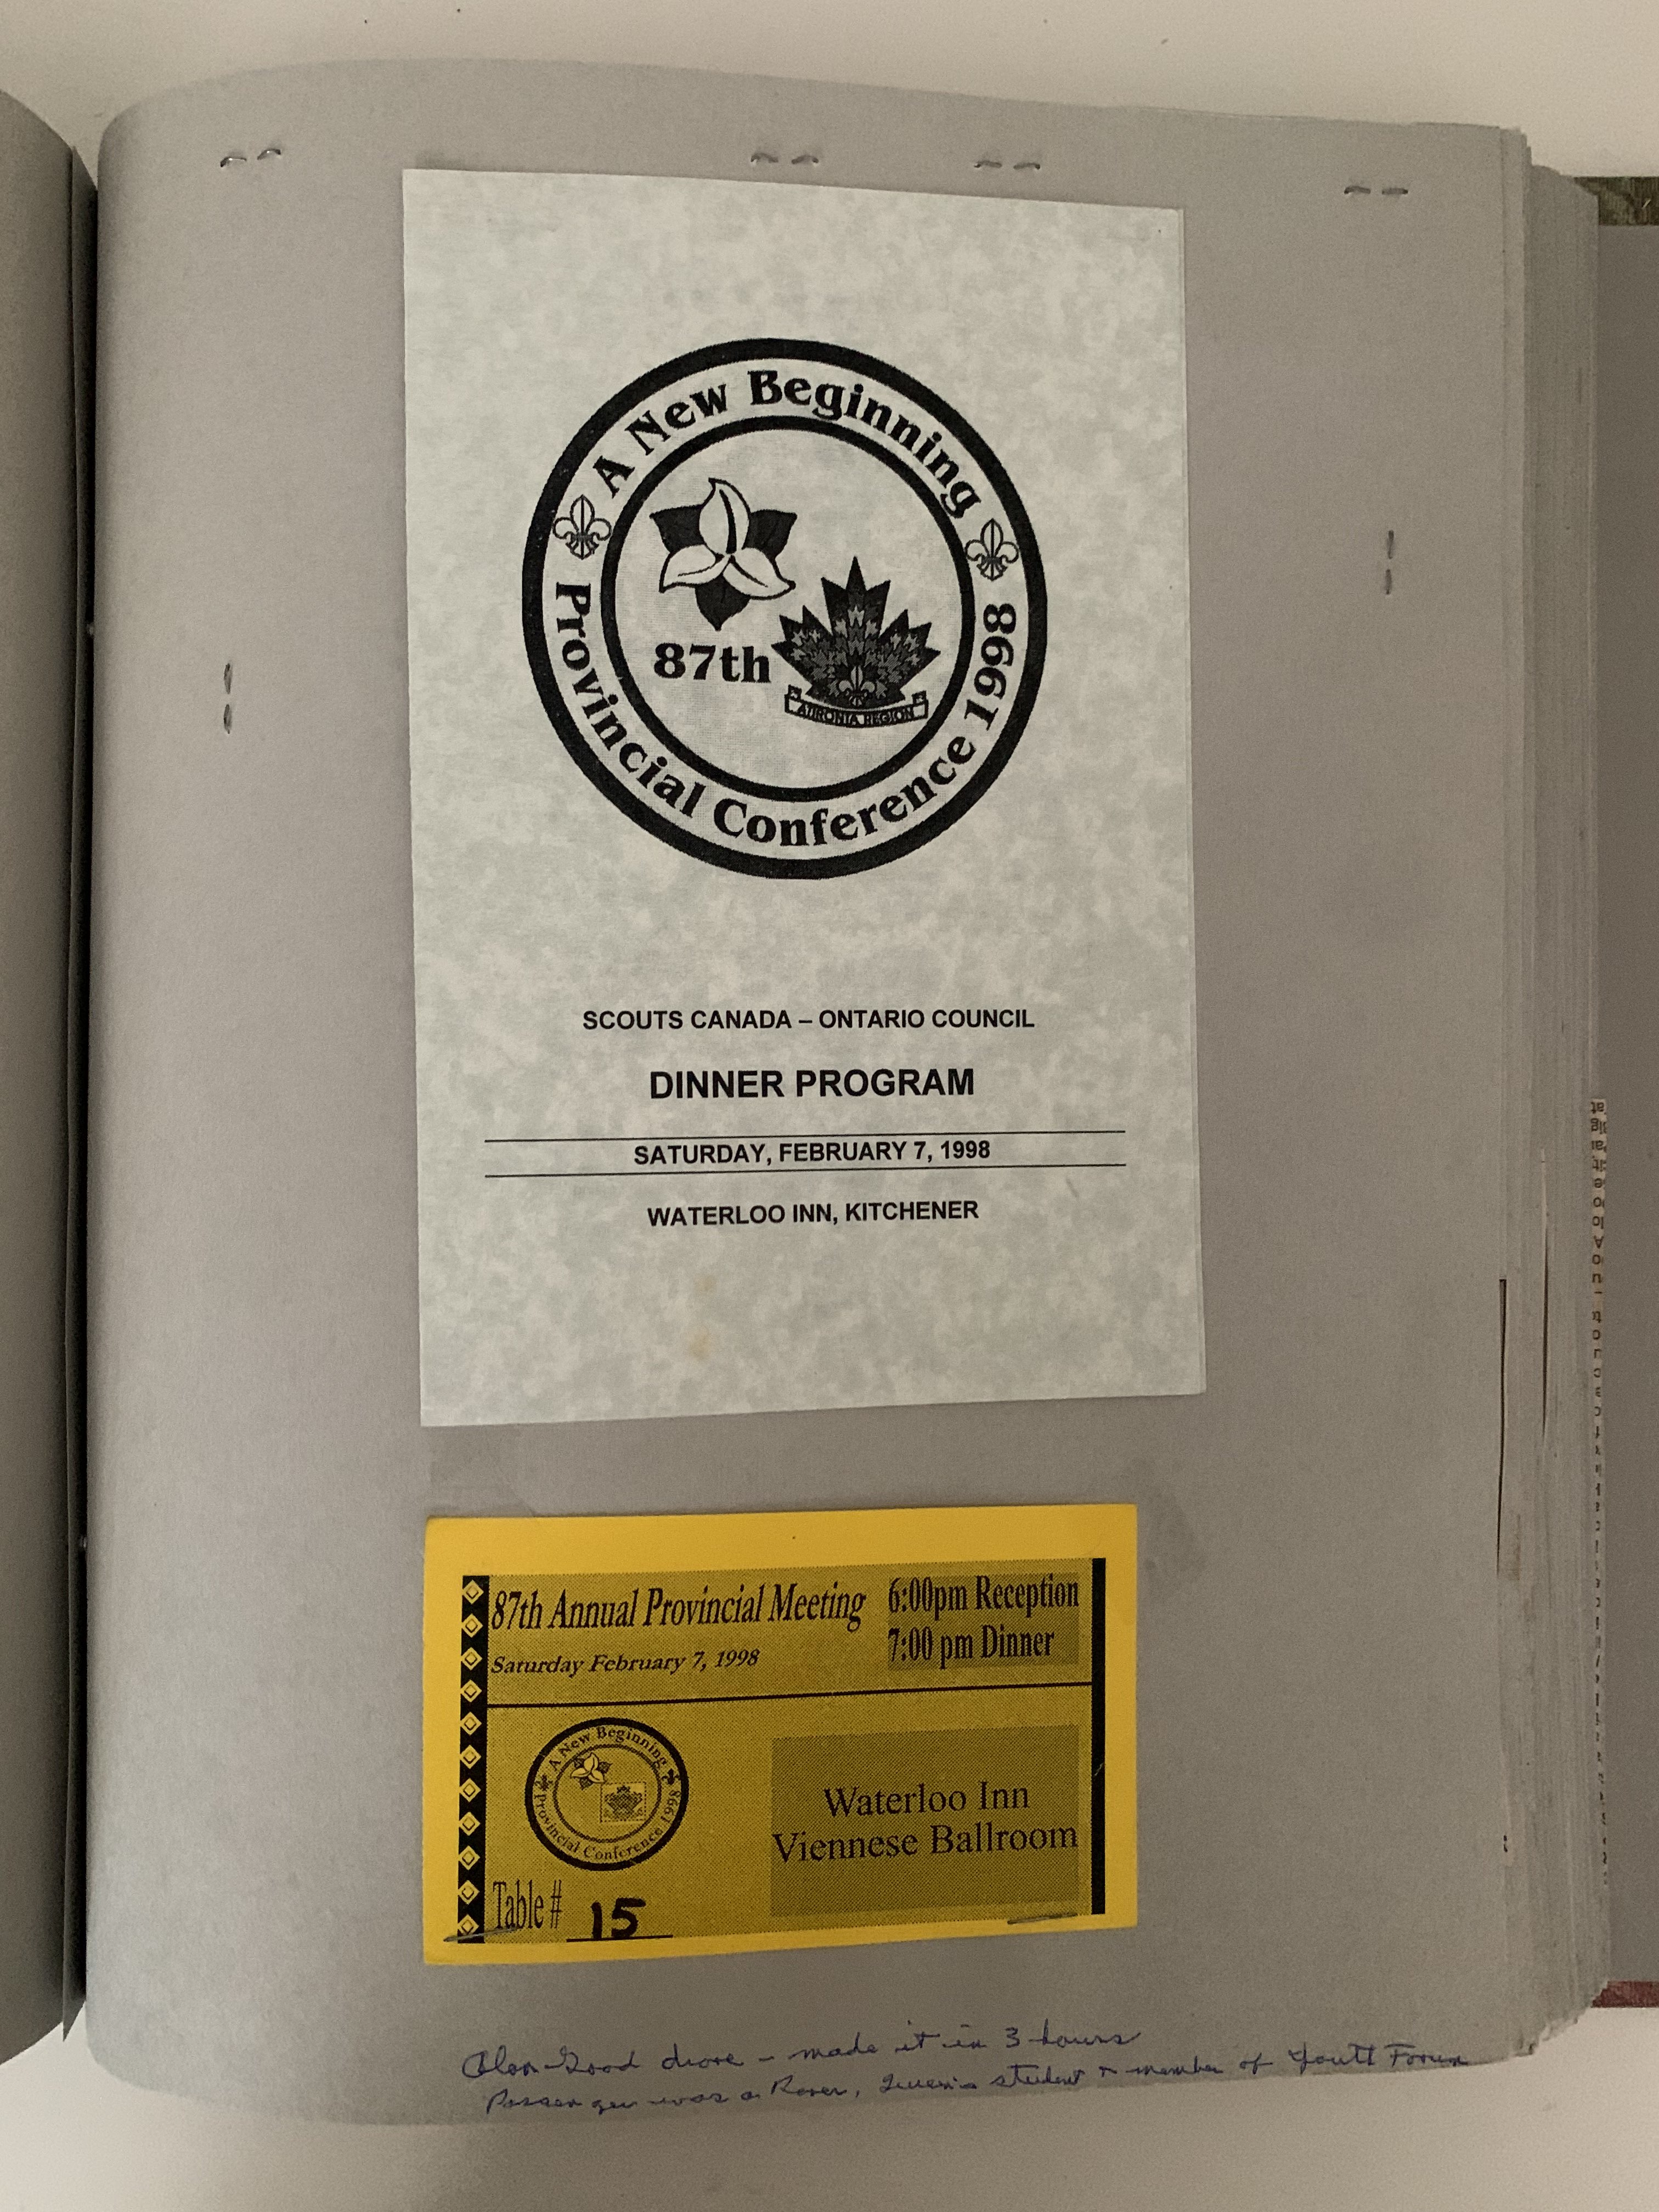 A New Beginning
Provincial Conference 1998
87th
REGION
SCOUTS CANADA – ONTARIO COUNCIL
DINNER PROGRAM
SATURDAY, FEBRUARY 7, 1998
WATERLOO INN, KITCHENER
87th Annual Provincial Meeting
Saturday February 7, 1998
6:00pm Reception
7:00 pm Dinner
A New Beginning
Provincial Conference 1998
Waterloo Inn
Viennese Ballroom
Table # 15
Alan Good drove - made it in 3 hours
Passenger was a Rover, Queen's student & member of Youth Forum